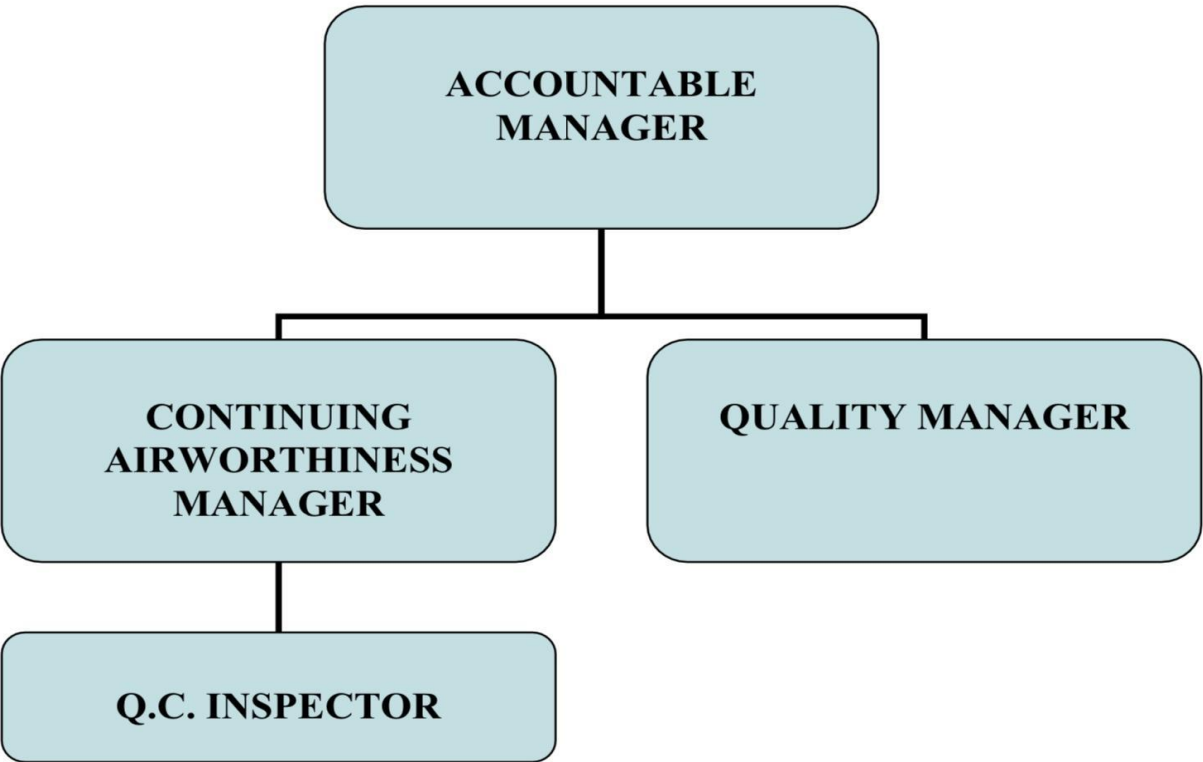 ACCOUNTABLE
MANAGER
CONTINUING
AIRWORTHINESS
MANAGER
QUALITY MANAGER
Q.C. INSPECTOR